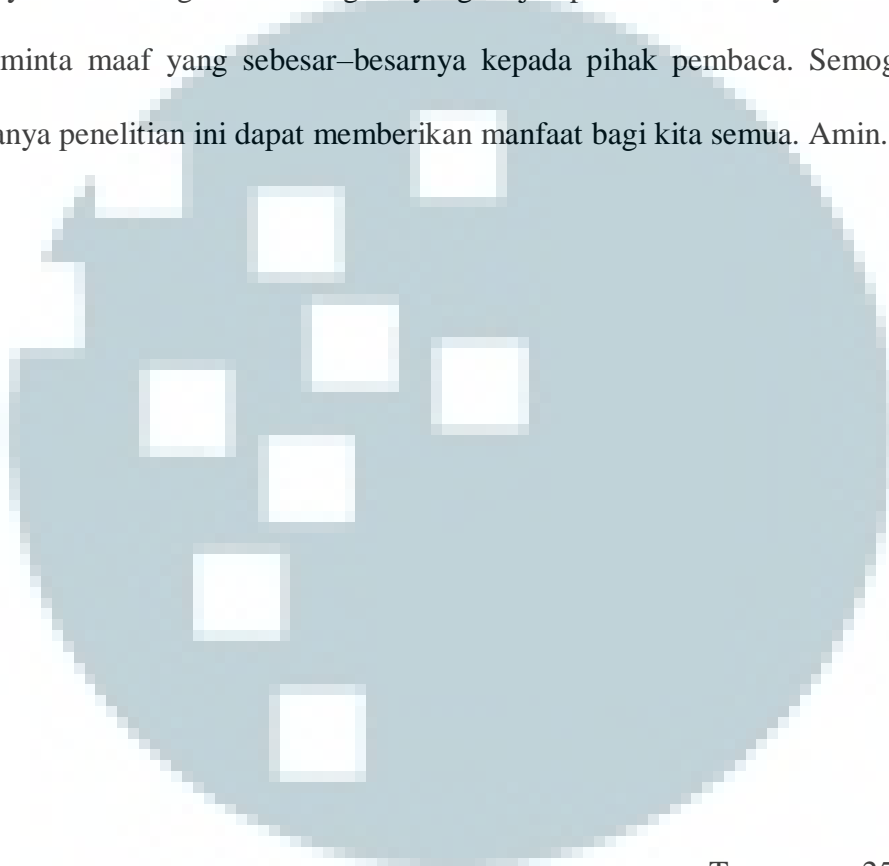 minta maaf yang sebesar–besarnya kepada pihak pembaca. Semog
anya penelitian ini dapat memberikan manfaat bagi kita semua. Amin.